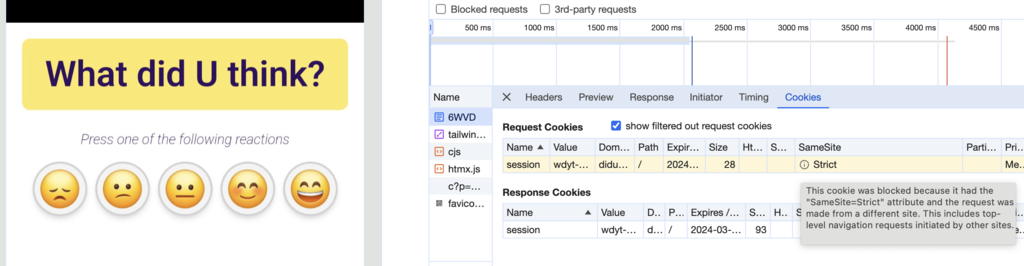 What did U think?
Press one of the following reactions
Blocked requests 3rd-party requests
500 ms 1000 ms 1500 ms 2000 ms 2500 ms 3000 ms 3500 ms 4000 ms 4500 ms
Name Headers Preview Response Initiator Timing Cookies
6WVD
tailwin...
cjs
htmx.js
c?p=...
favico...
Request Cookies show filtered out request cookies
Name Value Dom... Path Expir... Size Ht... S... SameSite Parti... Pri...
session wdyt-... didu... / 2024... 28 Strict Me...
This cookie was blocked because it had the
"SameSite=Strict" attribute and the request was
made from a different site. This includes top-
level navigation requests initiated by other sites.
Response Cookies
Name Value D... P... Expires /... S... H.. S
session wdyt-... d... / 2024-03-... 93